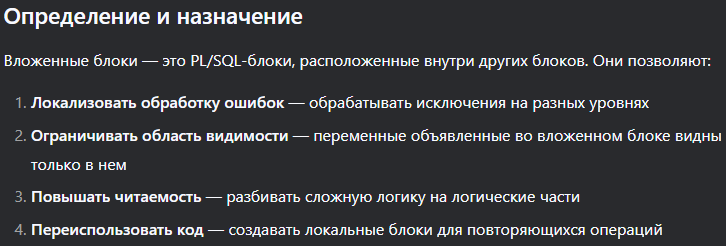 Определение и назначение
Вложенные блоки — это PL/SQL-блоки, расположенные внутри других блоков. Они позволяют:
1. Локализовать обработку ошибок — обрабатывать исключения на разных уровнях
2. Ограничивать область видимости — переменные объявленные во вложенном блоке видны
только в нем
3. Повышать читаемость — разбивать сложную логику на логические части
4. Переиспользовать код — создавать локальные блоки для повторяющихся операций